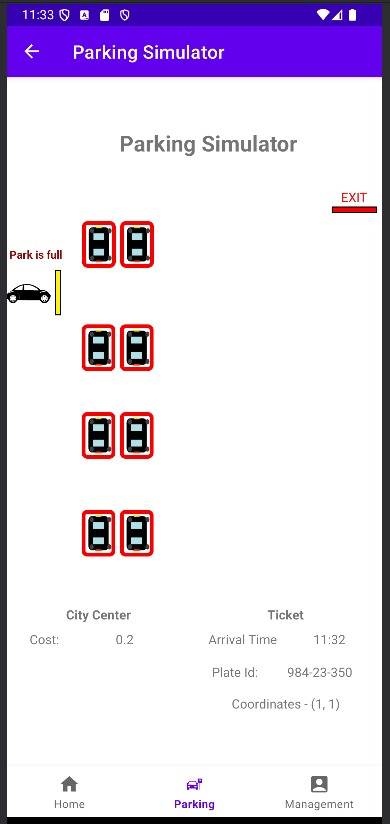 11:33
Parking Simulator
Parking Simulator
EXIT
Park is full
City Center
Ticket
Cost: 0.2
Arrival Time 11:32
Plate Id: 984-23-350
Coordinates - (1, 1)
Home
Parking
Management